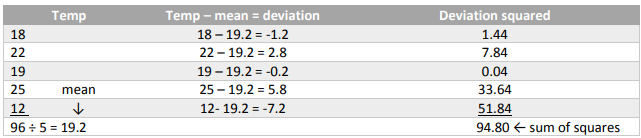 Temp Temp – mean = deviation Deviation squared
18 18 – 19.2 = -1.2 1.44
22 22 – 19.2 = 2.8 7.84
19 19 – 19.2 = -0.2 0.04
25 mean 25 – 19.2 = 5.8 33.64
12 ↓ 12- 19.2 = -7.2 51.84
96 ÷ 5 = 19.2 94.80 ← sum of squares